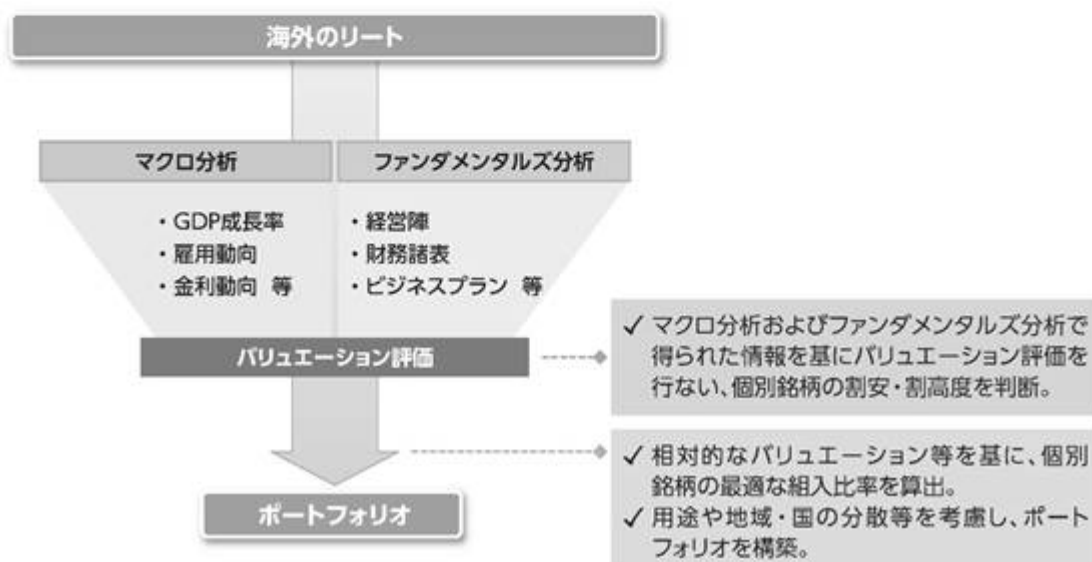 海外のリート
マクロ分析
ファンダメンタルズ分析
・GDP成長率
・雇用動向
・金利動向 等
・経営陣
・財務諸表
・ビジネスプラン 等
バリュエーション評価
✓ マクロ分析およびファンダメンタルズ分析で
得られた情報を基にバリュエーション評価を
行ない、個別銘柄の割安・割高度を判断。
✓ 相対的なバリュエーション等を基に、個別
銘柄の最適な組入比率を算出。
✓ 用途や地域・国の分散等を考慮し、ポート
フォリオを構築。
ポートフォリオ